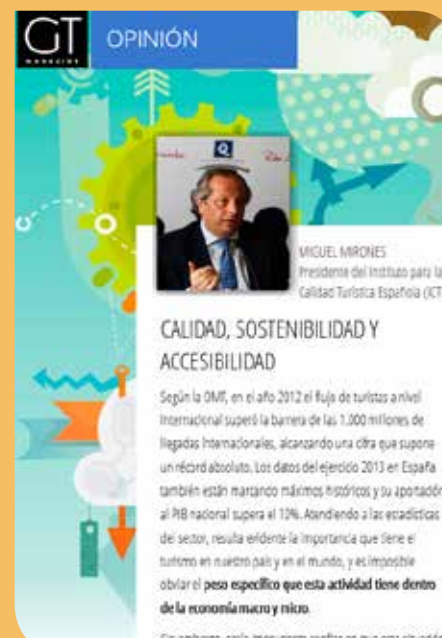 GT
MAGAZINE
OPINIÓN
Q
MIGUEL MIRONES
Presidente del Instituto para la
Calidad Turística Española (ICT
CALIDAD, SOSTENIBILIDAD Y
ACCESIBILIDAD
Según la OMT, en el año 2012 el flujo de turistas a nivel
internacional superó la barrera de las 1.000 millones de
llegadas internacionales, alcanzando una cifra que supone
un récord absoluto. Los datos del ejercicio 2013 en España
también están marcando máximos históricos y su aportación
al PIB nacional supera el 10%. Atendiendo a las estadísticas
del sector, resulta evidente la importancia que tiene el
turismo en nuestro país y en el mundo, y es imposible
obviar el peso específico que esta actividad tiene dentro
de la economía macro y micro.